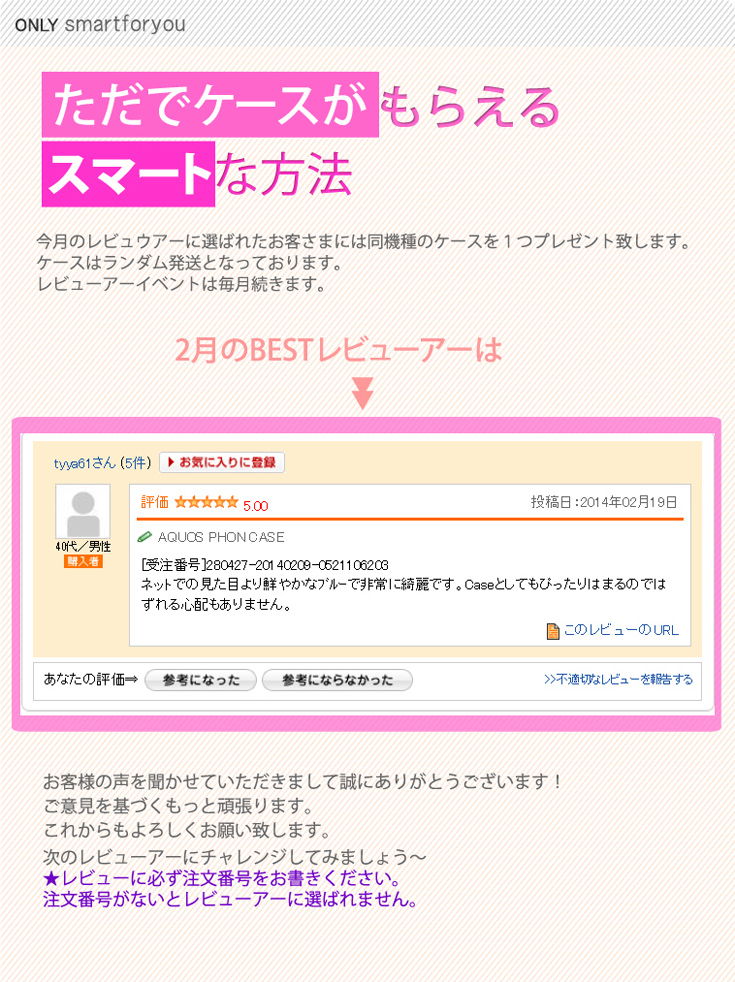 ONLY smartforyou
ただでケースがもらえる
スマートな方法
今月のレビュウアーに選ばれたお客さまには同機種のケースを１つプレゼント致します。
ケースはランダム発送となっております。
レビューアーイベントは毎月続きます。
2月のBESTレビューアーは
tyya61さん (5件) お気に入りに登録
評価 ★★★★★ 5.00 投稿日：2014年02月19日
40代／男性
購入者
AQUOS PHON CASE
[受注番号]280427-20140209-0521106203
ネットでの見た目より鮮やかなﾌﾞﾙｰで非常に綺麗です。Caseとしてもぴったりはまるのでは
ずれる心配もありません。
このレビューのURL
あなたの評価⇒ 参考になった 参考にならなかった >>不適切なレビューを報告する
お客様の声を聞かせていただきまして誠にありがとうございます！
ご意見を基づくもっと頑張ります。
これからもよろしくお願い致します。
次のレビューアーにチャレンジしてみましょう～
★レビューに必ず注文番号をお書きください。
注文番号がないとレビューアーに選ばれません。